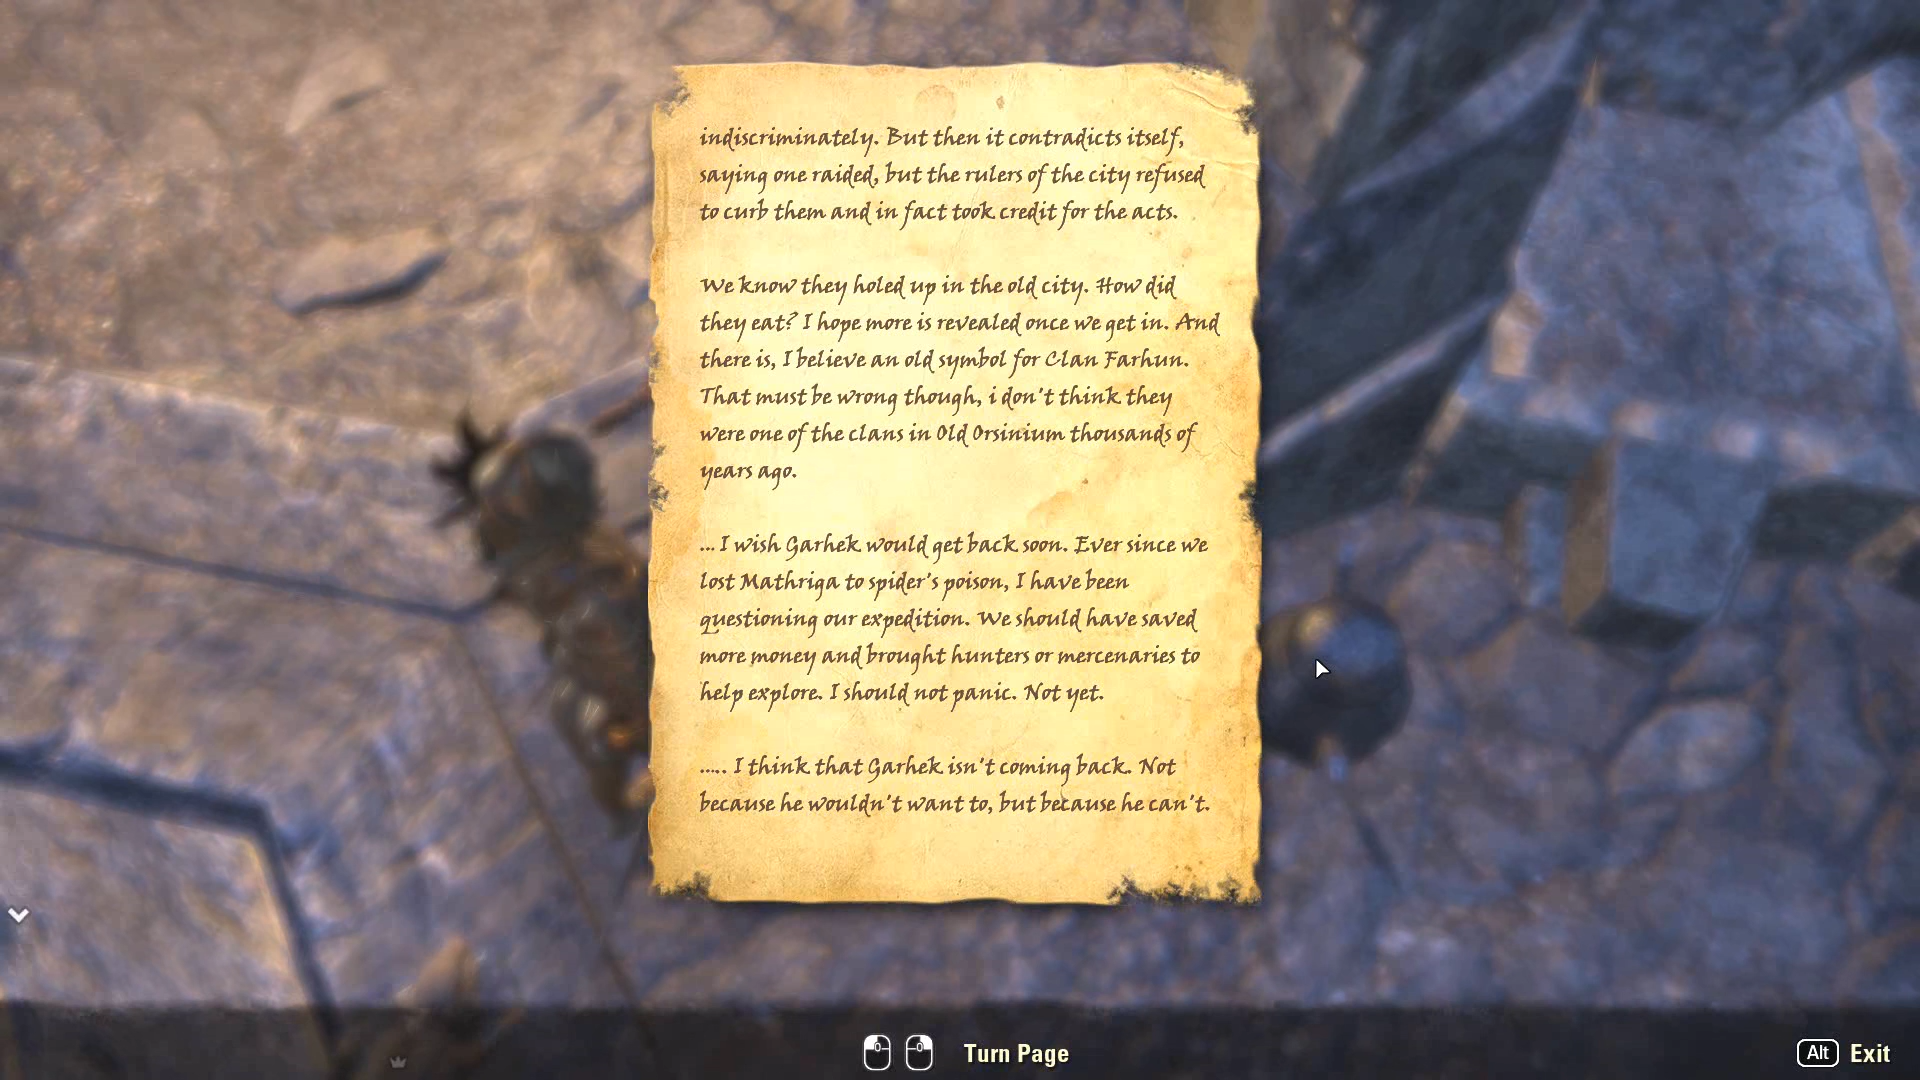 indiscriminately. But then it contradicts itself,
saying one raided, but the rulers of the city refused
to curb them and in fact took credit for the acts.
We know they holed up in the old city. How did
they eat? I hope more is revealed once we get in. And
there is, I believe an old symbol for Clan Farhun.
That must be wrong though, i don't think they
were one of the clans in Old Orsinium thousands of
years ago.
... I wish Garhek would get back soon. Ever since we
lost Mathriga to spider's poison, I have been
questioning our expedition. We should have saved
more money and brought hunters or mercenaries to
help explore. I should not panic. Not yet.
..... I think that Garhek isn't coming back. Not
because he wouldn't want to, but because he can't.
Turn Page
Alt Exit